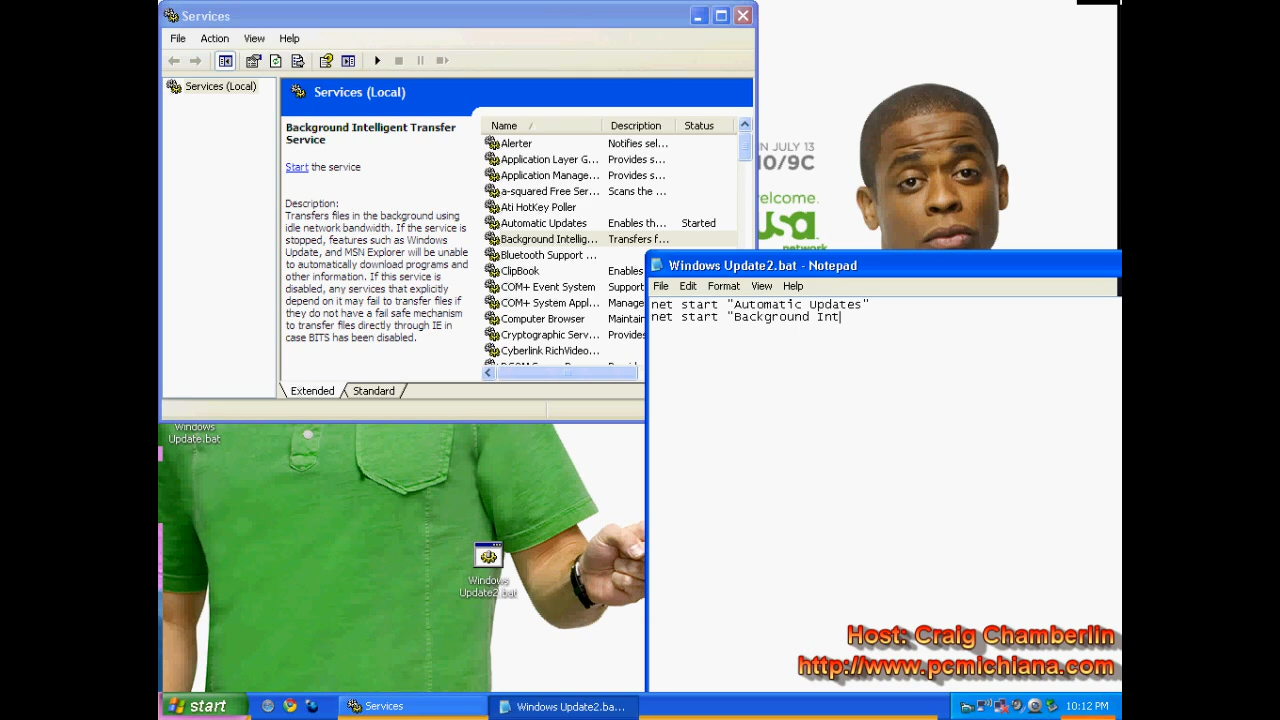 Services
File Action View Help
Services (Local)
Services (Local)
Background Intelligent Transfer
Service
Start the service
Description:
Transfers files in the background using
idle network bandwidth. If the service is
stopped, features such as Windows
Update, and MSN Explorer will be unable
to automatically download programs and
other information. If this service is
disabled, any services that explicitly
depend on it may fail to transfer files if
they do not have a fail safe mechanism
to transfer files directly through IE in
case BITS has been disabled.
Name Description Status
Alerter Notifies sel...
Application Layer G... Provides s...
Application Manage... Provides s...
a-squared Free Ser... Scans the ...
Ati HotKey Poller
Automatic Updates Enables th... Started
Background Intellig... Transfers f...
Bluetooth Support ...
ClipBook Enables
COM+ Event System Support
COM+ System Appl... Manage
Computer Browser Maintain
Cryptographic Serv... Provides
Cyberlink RichVideo...
Extended Standard
N JULY 13
10/9C
elcome.
usa
network
Windows Update2.bat - Notepad
File Edit Format View Help
net start "Automatic Updates"
net start "Background Int
Windows
Update.bat
Windows
Update2.bat
Host: Craig Chamberlin
http://www.pcmichiana.com
start Services Windows Update2.ba... 10:12 PM